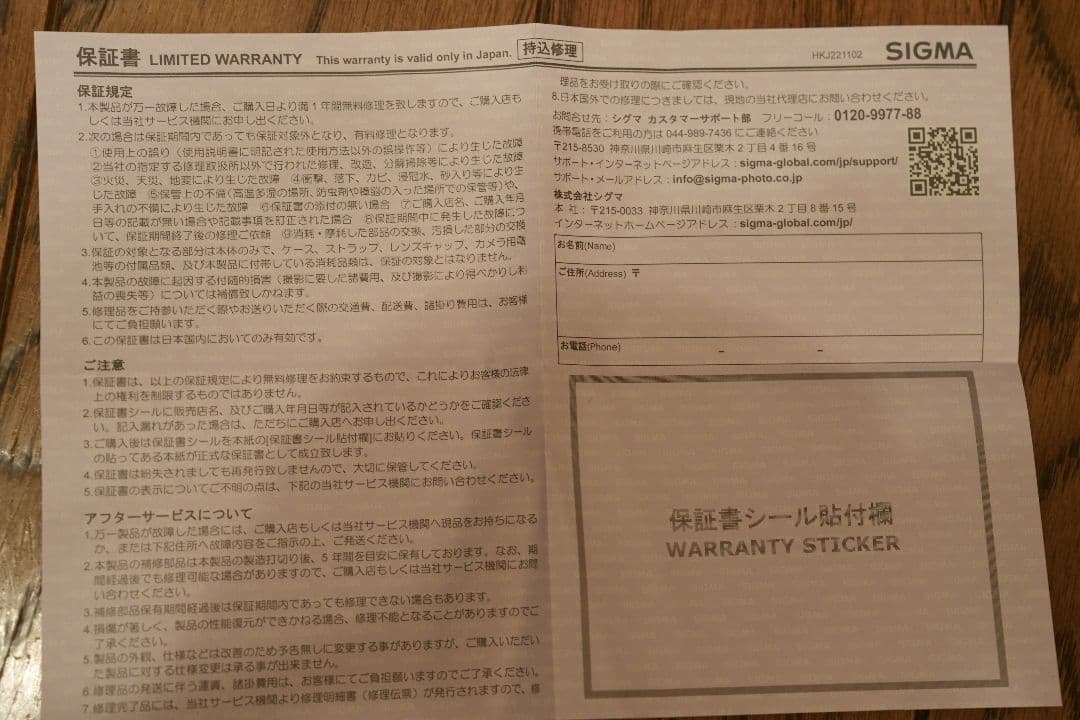 保証書 LIMITED WARRANTY This warranty is valid only in Japan. 持込修理
HKJ221102 SIGMA
保証規定
1.本製品が万一故障した場合、ご購入日より満1年間無料修理を致しますので、ご購入店も
しくは当社サービス機関にお申し出ください。
2.次の場合は保証期間内であっても保証対象外となり、有料修理となります。
①使用上の誤り（使用説明書に明記された使用方法以外の誤操作等）により生じた故障
②当社の指定する修理取扱所以外で行われた修理、改造、分解掃除等により生じた故障
③火災、天災、地変により生じた故障 ④衝撃、落下、カビ、浸冠水、砂入り等により生
じた故障 ⑤保管上の不備（高温多湿の場所、防虫剤や樟脳の入った場所での保管等）や、
手入れの不備により生じた故障 ⑥保証書の添付の無い場合 ⑦ご購入店名、ご購入年月
日等の記載が無い場合や記載事項を訂正された場合 ⑧保証期間中に発生した故障につ
いて、保証期間終了後の修理ご依頼 ⑨消耗・摩耗した部品の交換、汚損した部分の交換
3.保証の対象となる部分は本体のみで、ケース、ストラップ、レンズキャップ、カメラ用電
池等の付属品類、及び本製品に付帯している消耗品類は、保証の対象とはなりません。
4.本製品の故障に起因する付随的損害（撮影に要した諸費用、及び撮影により得べかりし利
益の喪失等）については補償致しかねます。
5.修理品をご持参いただく際やお送りいただく際の交通費、配送費、諸掛り費用は、お客様
にてご負担願います。
6.この保証書は日本国内においてのみ有効です。
ご注意
1.保証書は、以上の保証規定により無料修理をお約束するもので、これによりお客様の法律
上の権利を制限するものではありません。
2.保証書シールに販売店名、及びご購入年月日等が記入されているかどうかをご確認くださ
い。記入漏れがあった場合は、ただちにご購入店へお申し出ください。
3.ご購入後は保証書シールを本紙の[保証書シール貼付欄]にお貼りください。保証書シール
の貼ってある本紙が正式な保証書として成立致します。
4.保証書は紛失されましても再発行致しませんので、大切に保管してください。
5.保証書の表示についてご不明の点は、下記の当社サービス機関にお問い合わせください。
アフターサービスについて
1.万一製品が故障した場合には、ご購入店もしくは当社サービス機関へ現品をお持ちになる
か、または下記住所へ故障内容をご指示の上、ご発送ください。
2.本製品の補修部品は本製品の製造打切り後、5年間を目安に保有しております。なお、期
間経過後でも修理可能な場合がありますので、ご購入店もしくは当社サービス機関にお問
い合わせください。
3.補修部品保有期間経過後は保証期間内であっても修理できない場合もあります。
4.損傷が著しく、製品の性能復元ができかねる場合、修理不能となることがありますのでご
了承ください。
5.製品の外観、仕様などは改善のため予告無しに変更する事がありますが、ご購入いただい
た製品に対する仕様変更は承る事が出来ません。
6.修理品の発送に伴う運賃、諸掛費用は、お客様にてご負担願いますのでご了承ください。
7.修理完了品には、当社サービス機関より修理明細書（修理伝票）が発行されますので、修
理品をお受け取りの際にご確認ください。
8.日本国外での修理につきましては、現地の当社代理店にお問い合わせください。
お問合せ先：シグマ カスタマーサポート部 フリーコール：0120-9977-88
携帯電話をご利用の方は 044-989-7436 にご連絡ください
〒215-8530 神奈川県川崎市麻生区栗木2丁目4番16号
サポート・インターネットページアドレス：sigma-global.com/jp/support/
サポート・メールアドレス：info@sigma-photo.co.jp
株式会社シグマ
本 社：〒215-0033 神奈川県川崎市麻生区栗木2丁目8番15号
インターネットホームページアドレス：sigma-global.com/jp/
お名前(Name)
ご住所(Address) 〒
お電話(Phone) – –
保証書シール貼付欄
WARRANTY STICKER